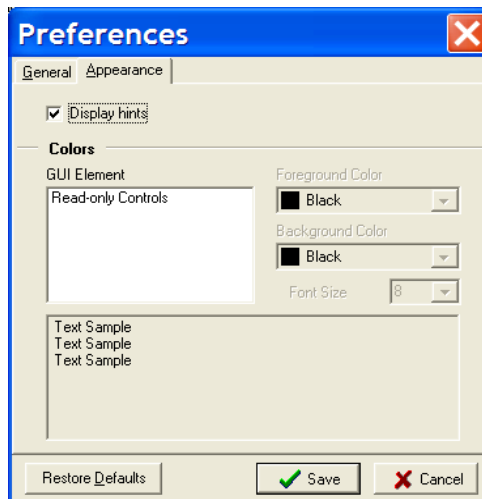 Preferences
General Appearance
Display hints
Colors
GUI Element
Read-only Controls
Foreground Color
Black
Background Color
Black
Font Size 8
Text Sample
Text Sample
Text Sample
Restore Defaults Save Cancel